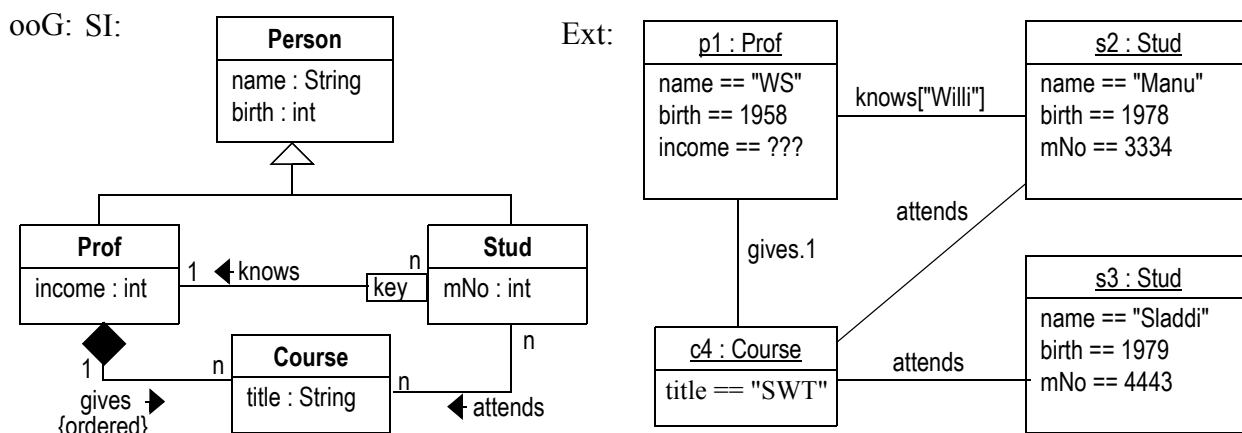 ooG: SI:
Person
name : String
birth : int
Prof
income : int
1
knows
n
key
Stud
mNo : int
1
gives
{ordered}
n
Course
title : String
n
n
attends
Ext:
p1 : Prof
name == "WS"
birth == 1958
income == ???
knows["Willi"]
s2 : Stud
name == "Manu"
birth == 1978
mNo == 3334
attends
gives.1
c4 : Course
title == "SWT"
attends
s3 : Stud
name == "Sladdi"
birth == 1979
mNo == 4443